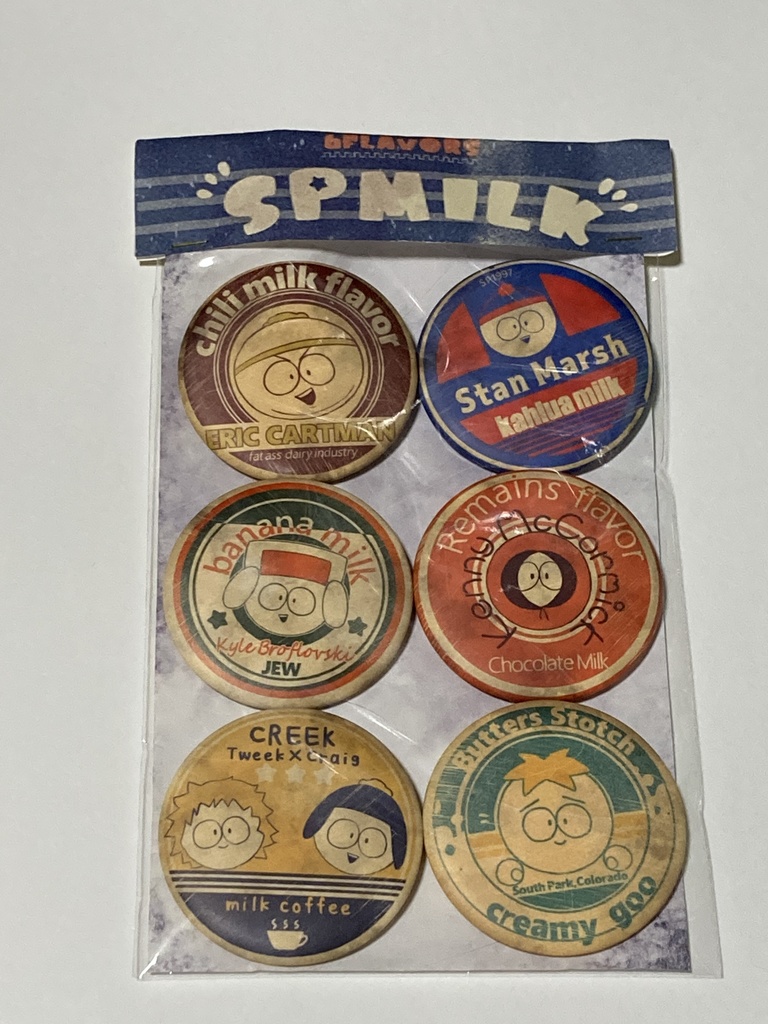 6FLAVORS
SPMILK
chili milk flavor
ERIC CARTMAN
fat ass dairy industry
SP1997
Stan Marsh
kahlua milk
banana milk
Kyle Broflovski
JEW
Remains flavor
Kenny McCormick
Chocolate Milk
CREEK
Tweek X Craig
milk coffee
Butters Stotch
South Park, Colorado
creamy goo